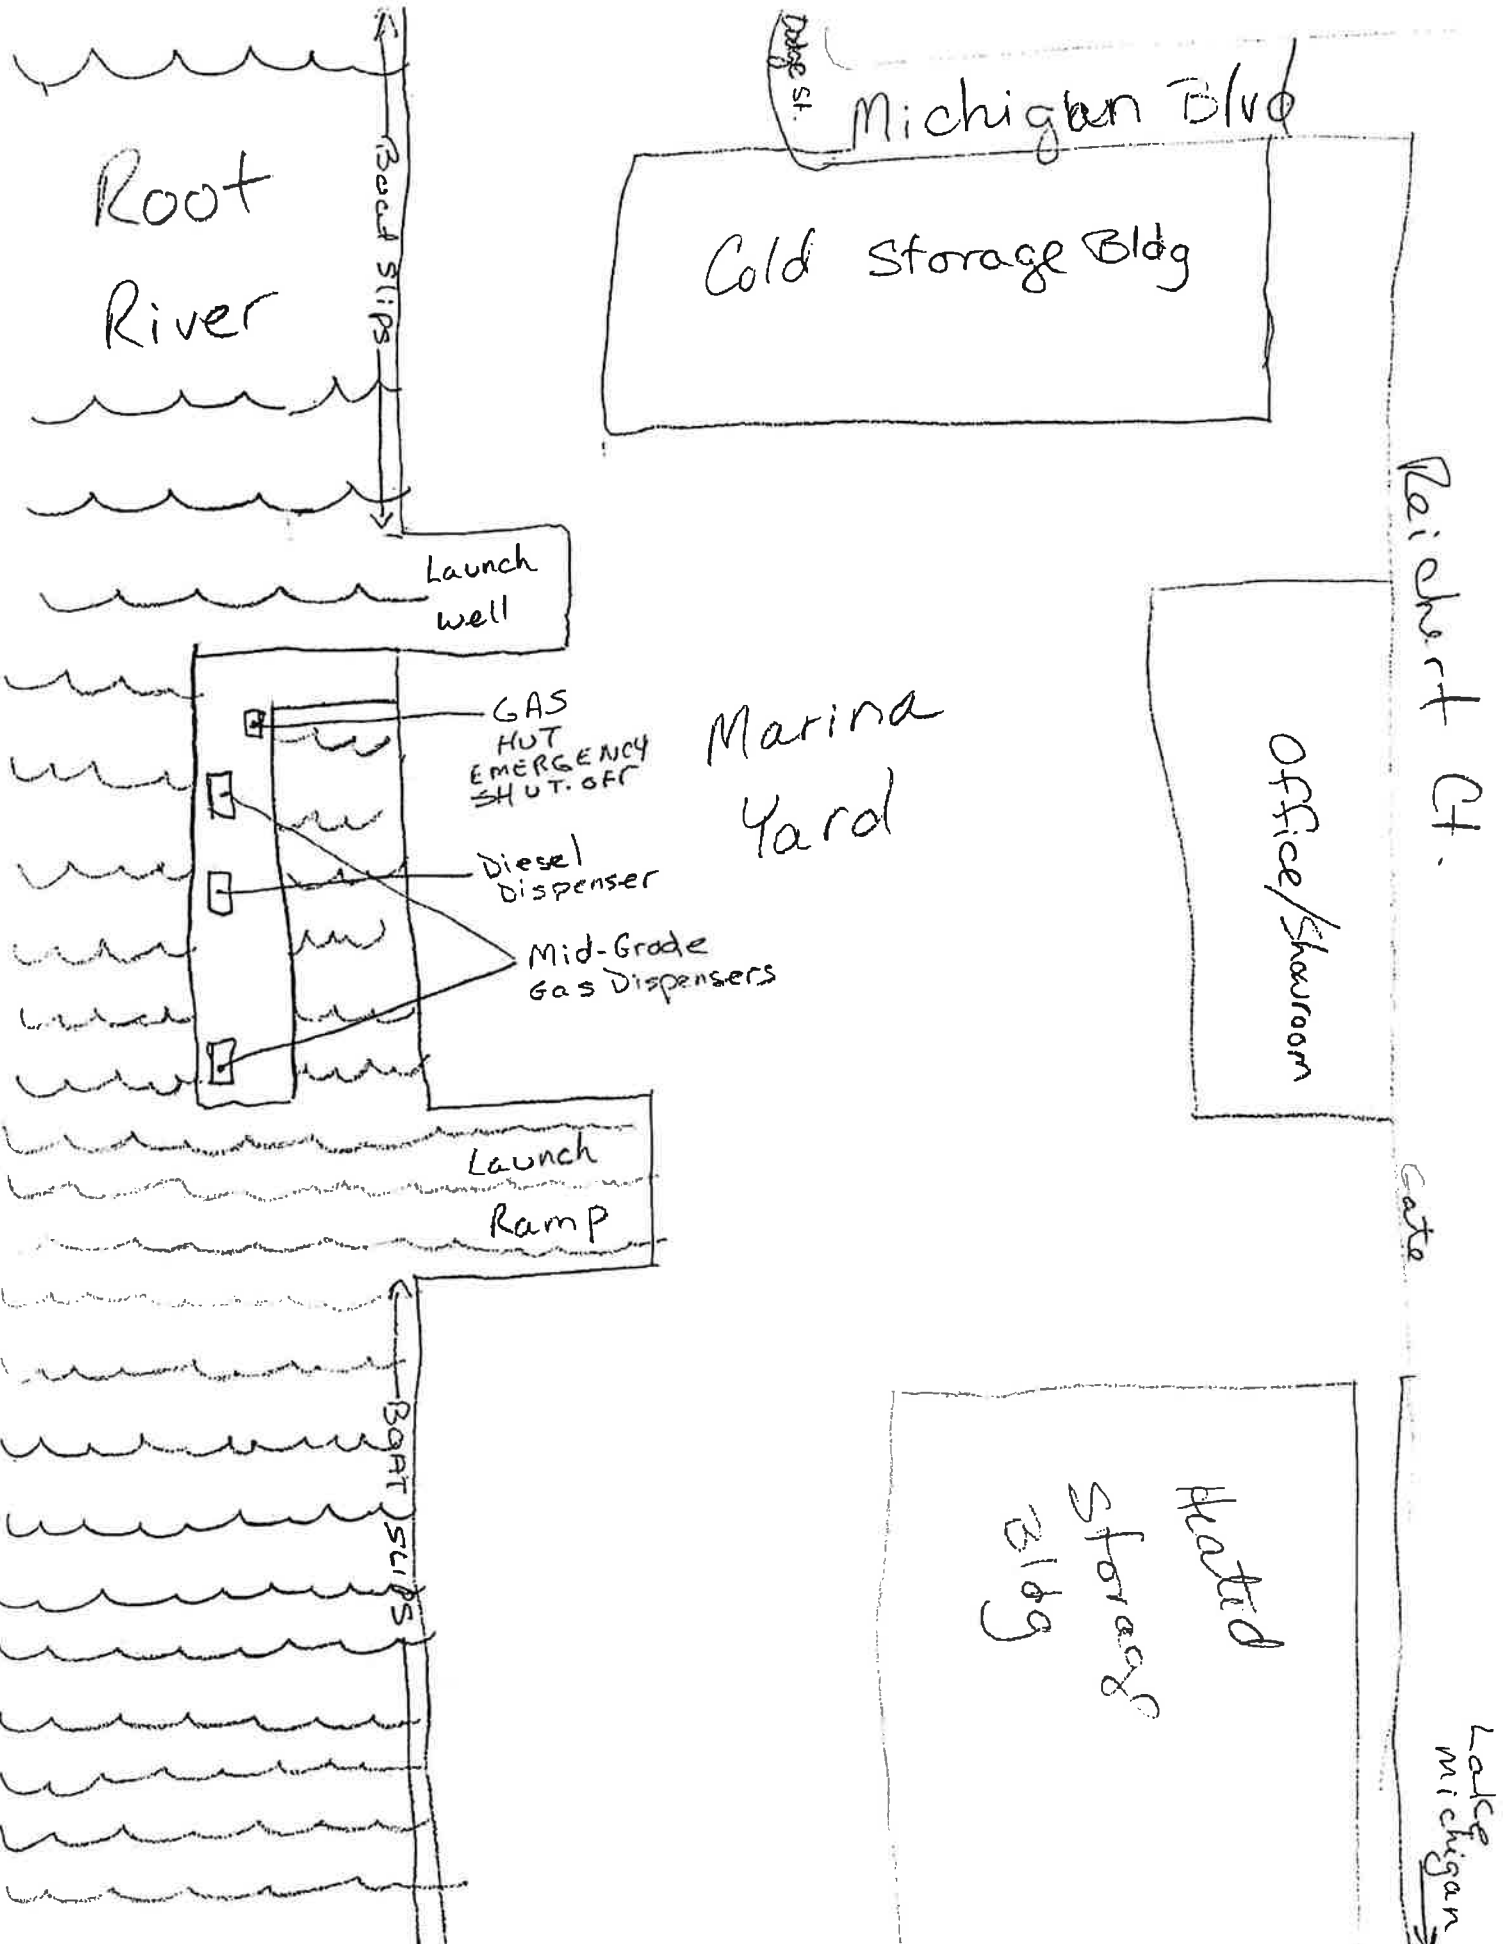 Dodge St.
Michigan Blvd
Root
River
Boat Slips
Cold Storage Bldg
Launch
well
Reichert Ct.
GAS
HUT
EMERGENCY
SHUT-OFF
Marina
Yard
Office/Showroom
Diesel
Dispenser
Mid-Grade
Gas Dispensers
Launch
Ramp
Gate
BOAT SLIPS
Heated
Storage
Bldg
Lake
Michigan